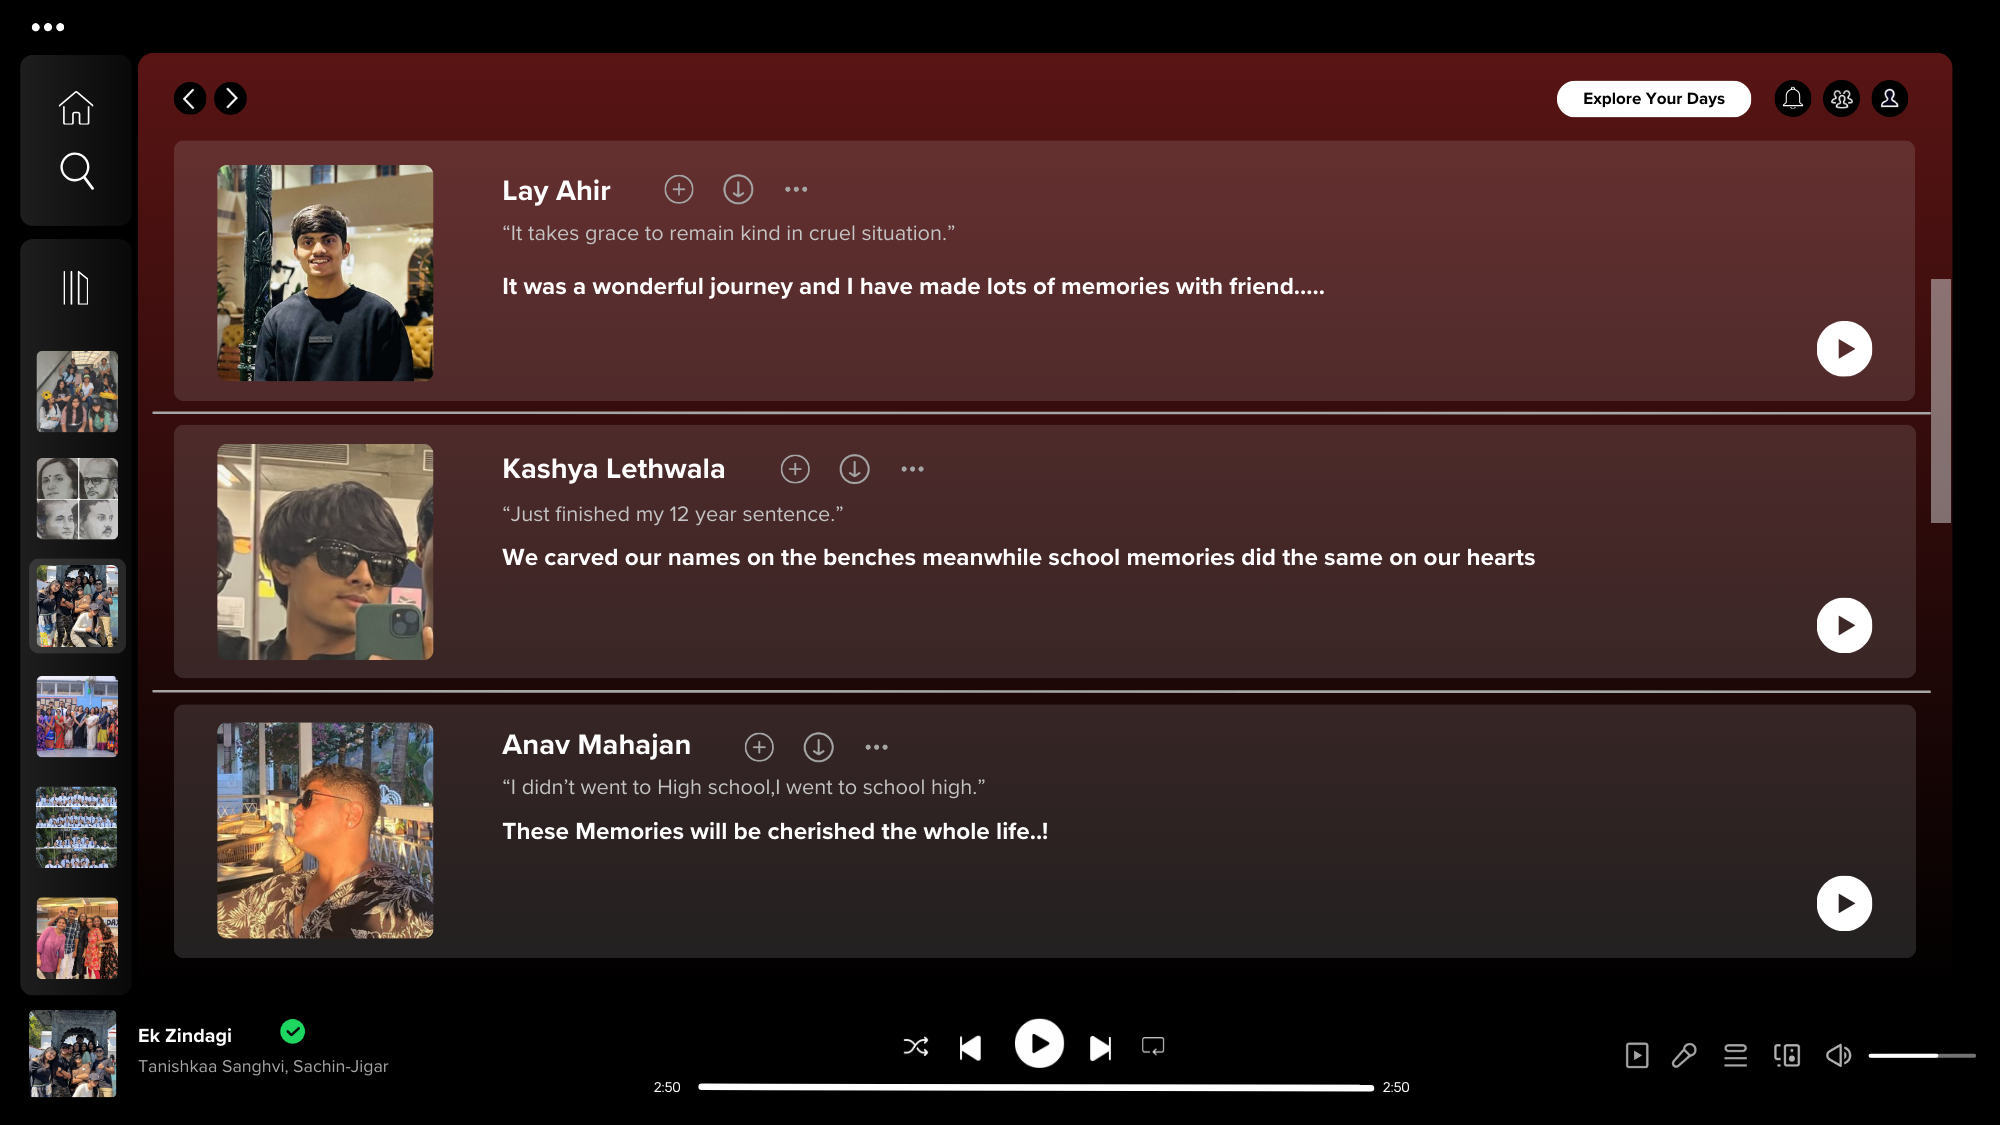 Explore Your Days
Lay Ahir
“It takes grace to remain kind in cruel situation.”
It was a wonderful journey and I have made lots of memories with friend.....
Kashya Lethwala
“Just finished my 12 year sentence.”
We carved our names on the benches meanwhile school memories did the same on our hearts
Anav Mahajan
“I didn’t went to High school,I went to school high.”
These Memories will be cherished the whole life..!
Ek Zindagi
Tanishkaa Sanghvi, Sachin-Jigar
2:50
2:50